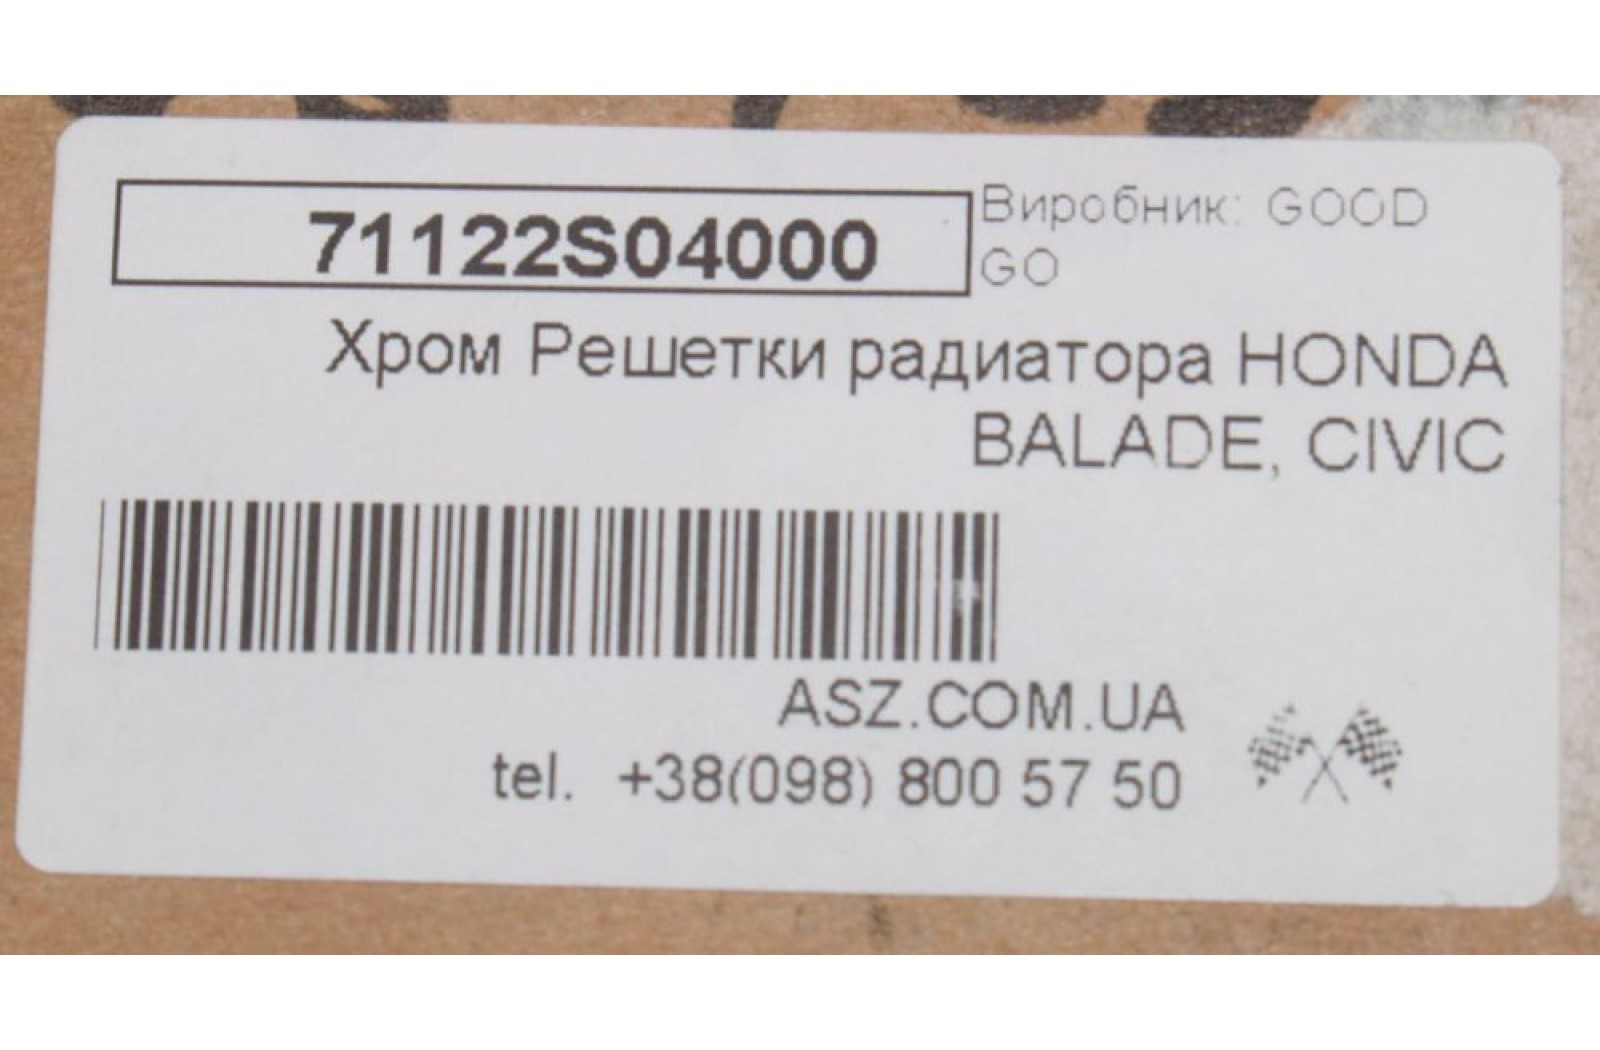 71122S04000
Виробник: GOOD
GO
Хром Решетки радиатора HONDA
BALADE, CIVIC
ASZ.COM.UA
tel. +38(098) 800 57 50